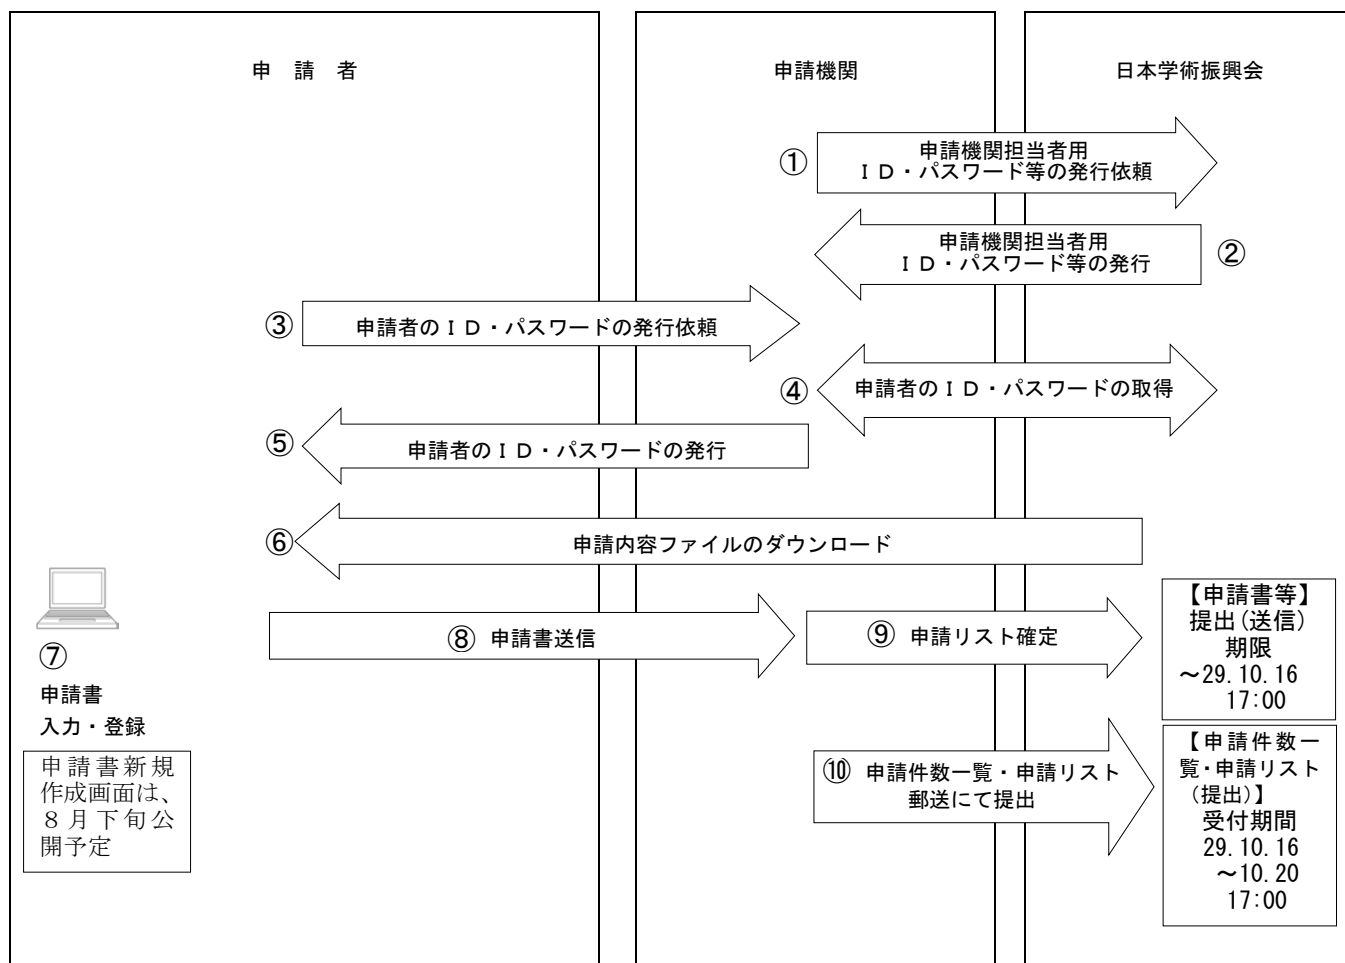 申　請　者
申請機関
日本学術振興会
①
申請機関担当者用
ＩＤ・パスワード等の発行依頼
申請機関担当者用
ＩＤ・パスワード等の発行
②
③
申請者のＩＤ・パスワードの発行依頼
④
申請者のＩＤ・パスワードの取得
⑤
申請者のＩＤ・パスワードの発行
⑥
申請内容ファイルのダウンロード
⑦
申請書
入力・登録
申請書新規
作成画面は、
８月下旬公
開予定
⑧ 申請書送信
⑨ 申請リスト確定
【申請書等】
提出(送信)
期限
～29.10.16
17:00
⑩ 申請件数一覧・申請リスト
郵送にて提出
【申請件数一
覧・申請リスト
(提出)】
受付期間
29.10.16
～10.20
17:00